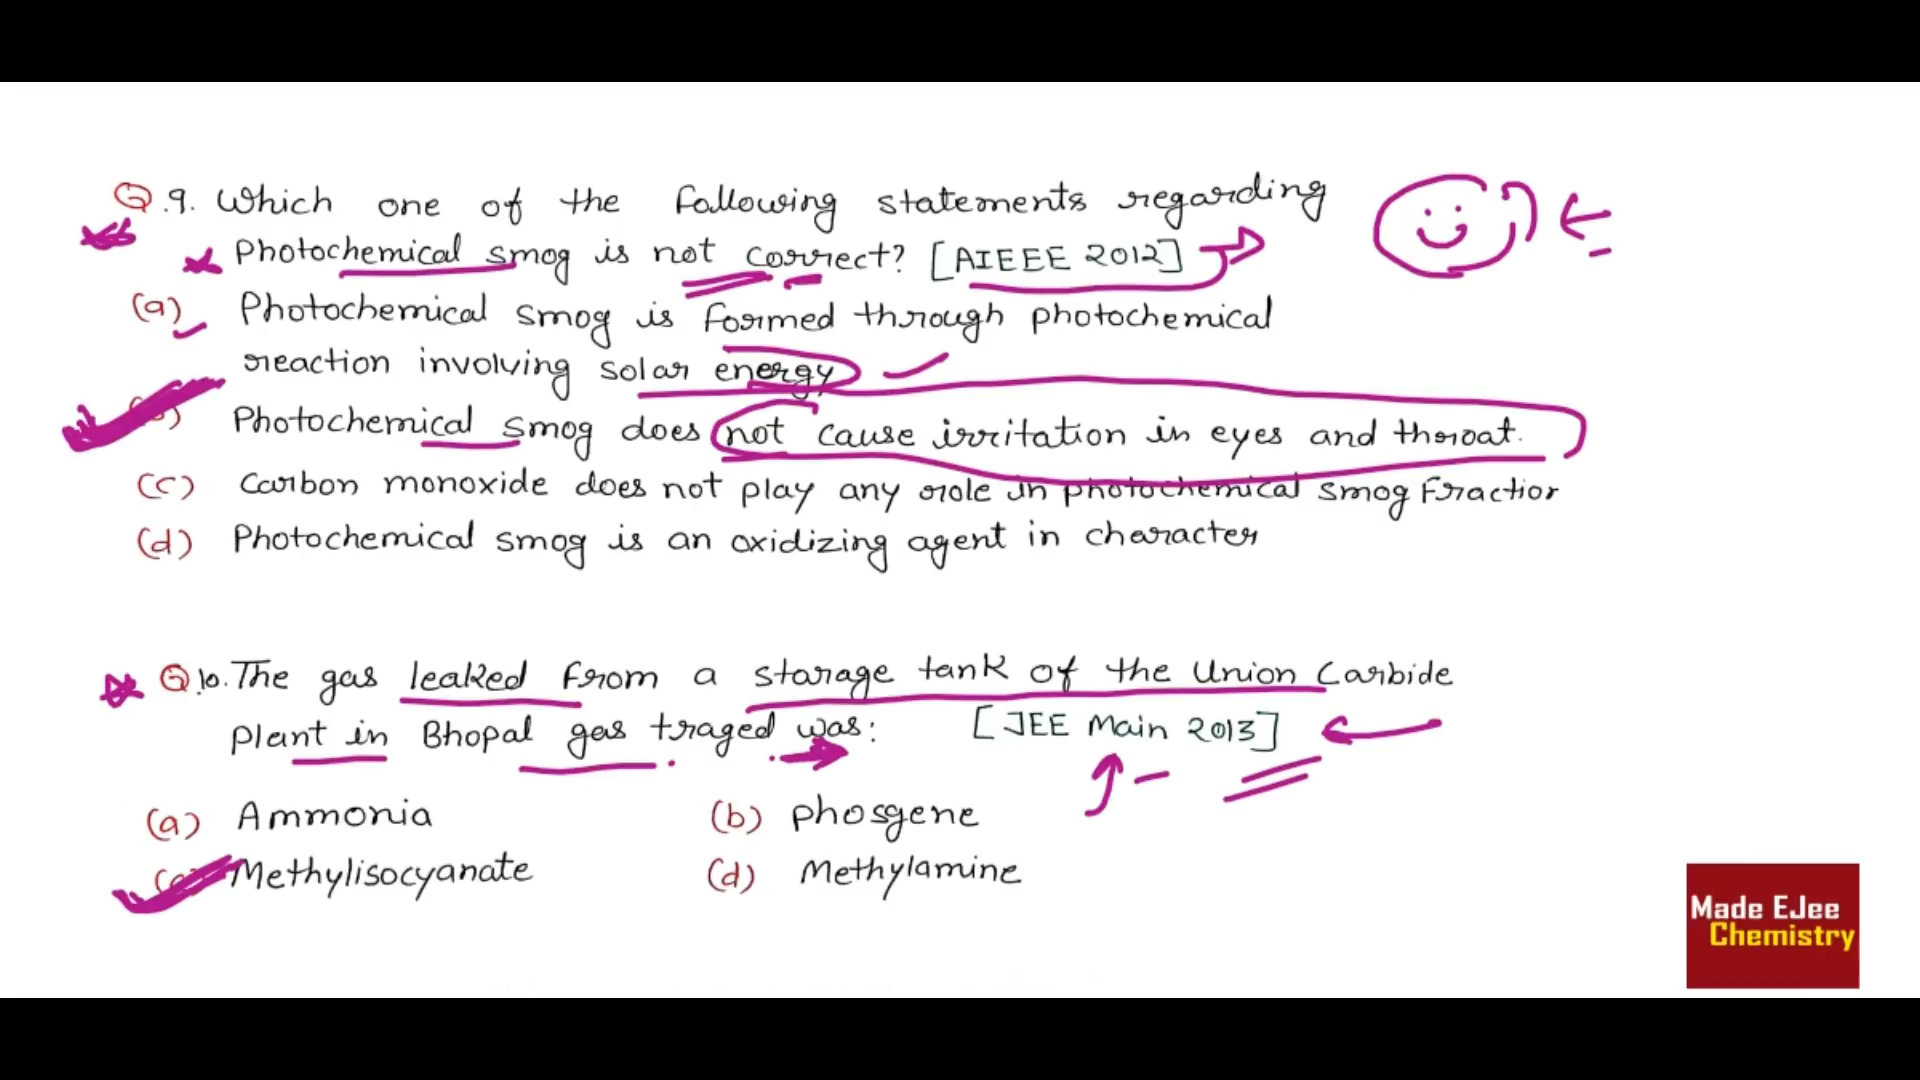 Q.9. Which one of the following statements regarding
Photochemical smog is not correct? [AIEEE 2012]
(a) Photochemical smog is formed through photochemical
reaction involving solar energy
Photochemical smog does not cause irritation in eyes and throat.
(c) Carbon monoxide does not play any role in photochemical smog Fraction
(d) Photochemical smog is an oxidizing agent in character
Q.10. The gas leaked from a storage tank of the Union Carbide
Plant in Bhopal gas traged was: [JEE Main 2013]
(a) Ammonia (b) phosgene
(c) Methylisocyanate (d) Methylamine
Made EJee
Chemistry